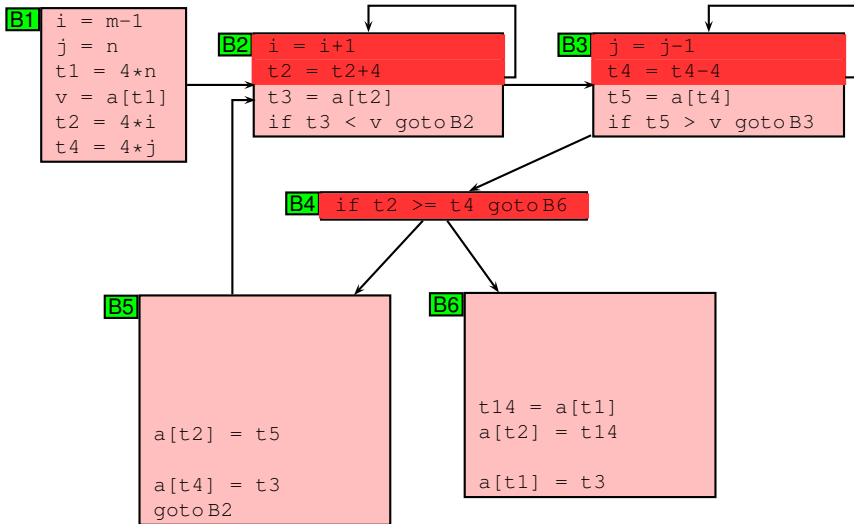 B1
i = m-1
j = n
t1 = 4*n
v = a[t1]
t2 = 4*i
t4 = 4*j
B2
i = i+1
t2 = t2+4
t3 = a[t2]
if t3 < v goto B2
B3
j = j-1
t4 = t4-4
t5 = a[t4]
if t5 > v goto B3
B4
if t2 >= t4 goto B6
B5
a[t2] = t5
a[t4] = t3
goto B2
B6
t14 = a[t1]
a[t2] = t14
a[t1] = t3